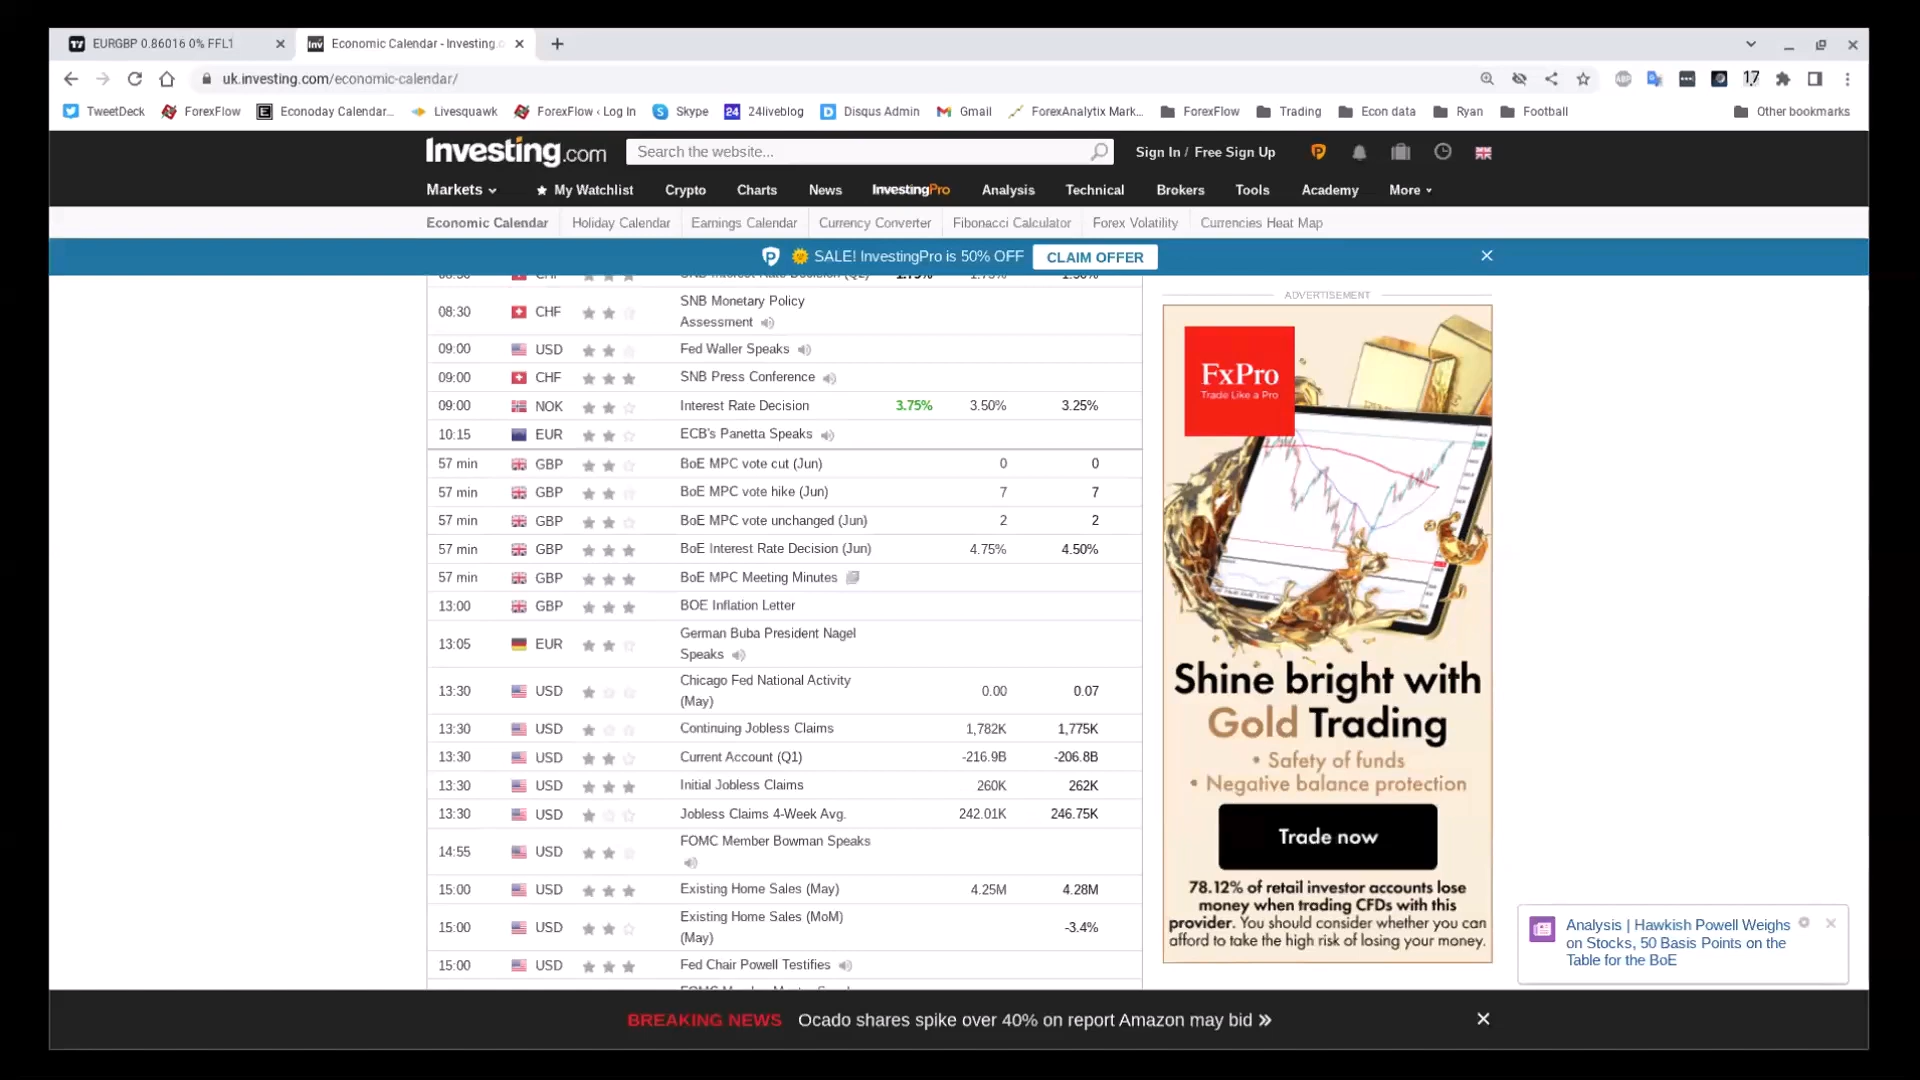 EURGBP 0.86016 0% FFL1
Economic Calendar - Investing.c
uk.investing.com/economic-calendar/
17
TweetDeck ForexFlow Econoday Calendar... Livesquawk ForexFlow ‹ Log In Skype 24liveblog Disqus Admin Gmail ForexAnalytix Mark... ForexFlow Trading Econ data Ryan Football Other bookmarks
Investing.com Search the website... Sign In / Free Sign Up
Markets My Watchlist Crypto Charts News InvestingPro Analysis Technical Brokers Tools Academy More
Economic Calendar Holiday Calendar Earnings Calendar Currency Converter Fibonacci Calculator Forex Volatility Currencies Heat Map
SALE! InvestingPro is 50% OFF CLAIM OFFER
08:30 CHF SNB Monetary Policy
Assessment
09:00 USD Fed Waller Speaks
09:00 CHF SNB Press Conference
09:00 NOK Interest Rate Decision 3.75% 3.50% 3.25%
10:15 EUR ECB's Panetta Speaks
57 min GBP BoE MPC vote cut (Jun) 0 0
57 min GBP BoE MPC vote hike (Jun) 7 7
57 min GBP BoE MPC vote unchanged (Jun) 2 2
57 min GBP BoE Interest Rate Decision (Jun) 4.75% 4.50%
57 min GBP BoE MPC Meeting Minutes
13:00 GBP BOE Inflation Letter
13:05 EUR German Buba President Nagel
Speaks
13:30 USD Chicago Fed National Activity
(May) 0.00 0.07
13:30 USD Continuing Jobless Claims 1,782K 1,775K
13:30 USD Current Account (Q1) -216.9B -206.8B
13:30 USD Initial Jobless Claims 260K 262K
13:30 USD Jobless Claims 4-Week Avg. 242.01K 246.75K
14:55 USD FOMC Member Bowman Speaks
15:00 USD Existing Home Sales (May) 4.25M 4.28M
15:00 USD Existing Home Sales (MoM)
(May) -3.4%
15:00 USD Fed Chair Powell Testifies
ADVERTISEMENT
FxPro
Trade Like a Pro
Shine bright with
Gold Trading
• Safety of funds
• Negative balance protection
Trade now
78.12% of retail investor accounts lose
money when trading CFDs with this
provider. You should consider whether you can
afford to take the high risk of losing your money.
Analysis | Hawkish Powell Weighs
on Stocks, 50 Basis Points on the
Table for the BoE
BREAKING NEWS Ocado shares spike over 40% on report Amazon may bid »